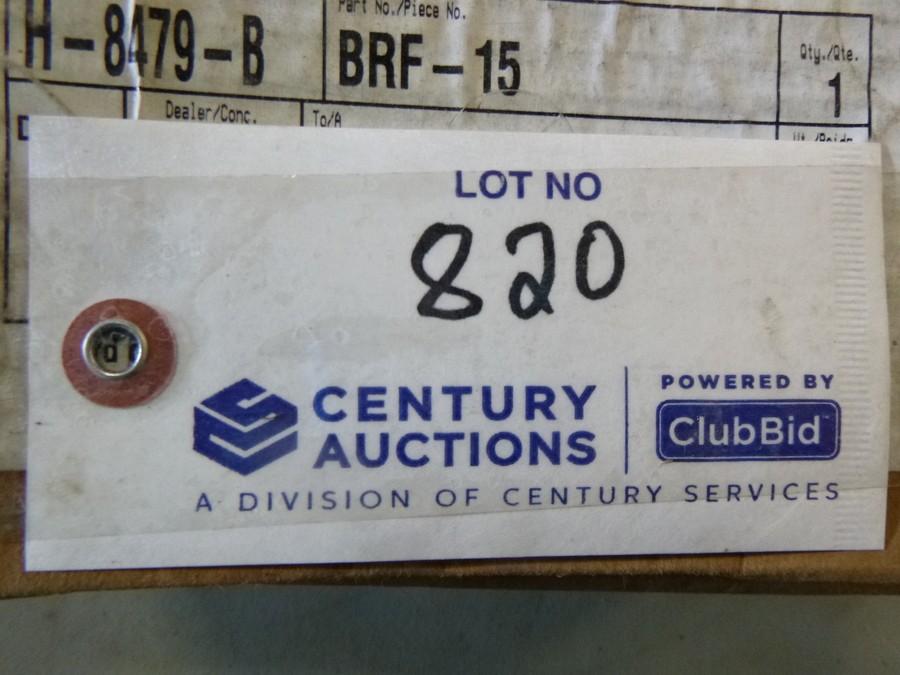 Part No./Piece No.
H-8479-B BRF-15
Qty./Qte.
1
Dealer/Conc. To/A
LOT NO
820
CENTURY
AUCTIONS
POWERED BY
ClubBid
A DIVISION OF CENTURY SERVICES